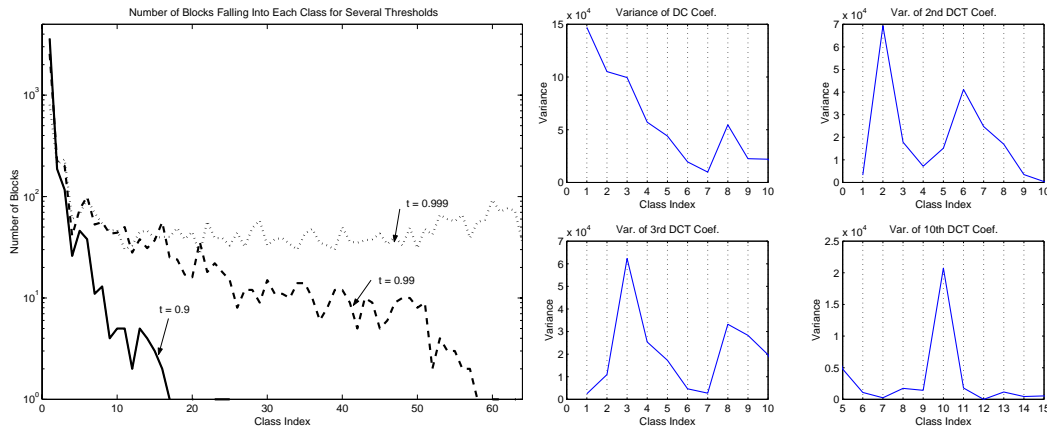 Number of Blocks Falling Into Each Class for Several Thresholds
Number of Blocks
10^3
10^2
10^1
10^0
t = 0.999
t = 0.99
t = 0.9
0 10 20 30 40 50 60
Class Index
Variance of DC Coef.
x 10^4
Variance
15
10
5
0
0 1 2 3 4 5 6 7 8 9 10
Class Index
Var. of 2nd DCT Coef.
x 10^4
Variance
7
6
5
4
3
2
1
0
0 1 2 3 4 5 6 7 8 9 10
Class Index
Var. of 3rd DCT Coef.
x 10^4
Variance
7
6
5
4
3
2
1
0
0 1 2 3 4 5 6 7 8 9 10
Class Index
Var. of 10th DCT Coef.
x 10^4
Variance
2.5
2
1.5
1
0.5
0
5 6 7 8 9 10 11 12 13 14 15
Class Index